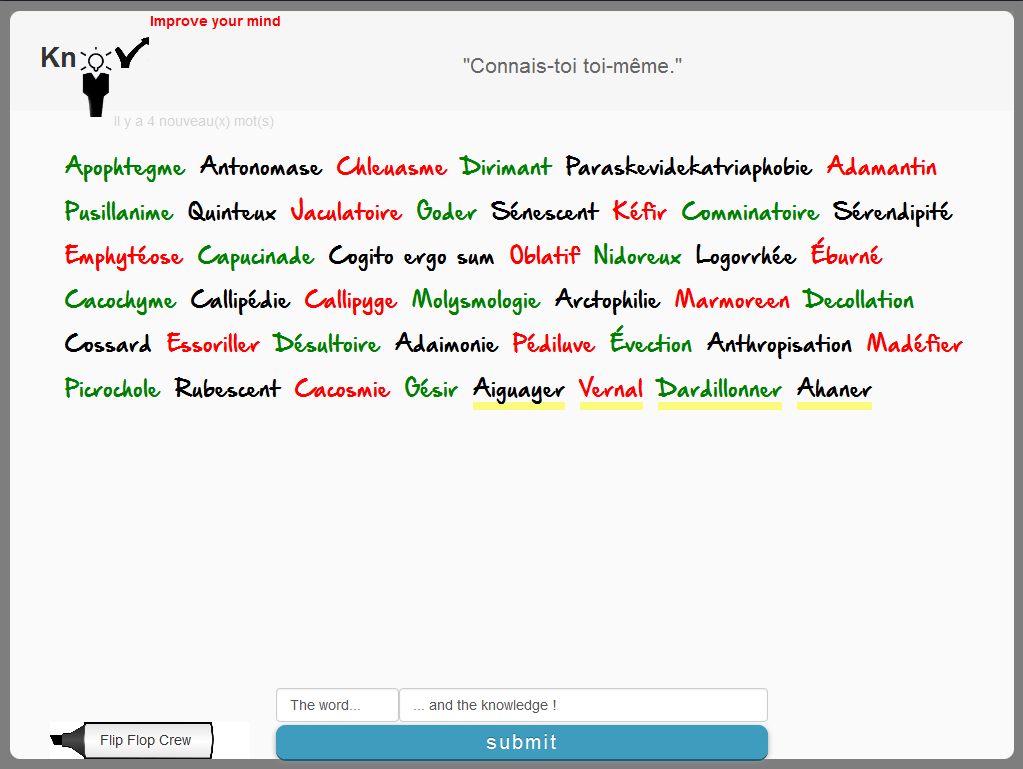 Improve your mind
Kn
"Connais-toi toi-même."
Il y a 4 nouveau(x) mot(s)
Apophtegme Antonomase Chleuasme Dirimant Paraskevidekatriaphobie Adamantin
Pusillanime Quinteux Jaculatoire Goder Sénescent Kéfir Comminatoire Sérendipité
Emphytéose Capucinade Cogito ergo sum Oblatif Nidoreux Logorrhée Éburné
Cacochyme Callipédie Callipyge Molysmologie Arctophilie Marmoreen Decollation
Cossard Essoriller Désultoire Adaimonie Pédiluve Évection Anthropisation Madéfier
Picrochole Rubescent Cacosmie Gésir Aiguayer Vernal Dardillonner Ahaner
The word... ... and the knowledge !
Flip Flop Crew
submit